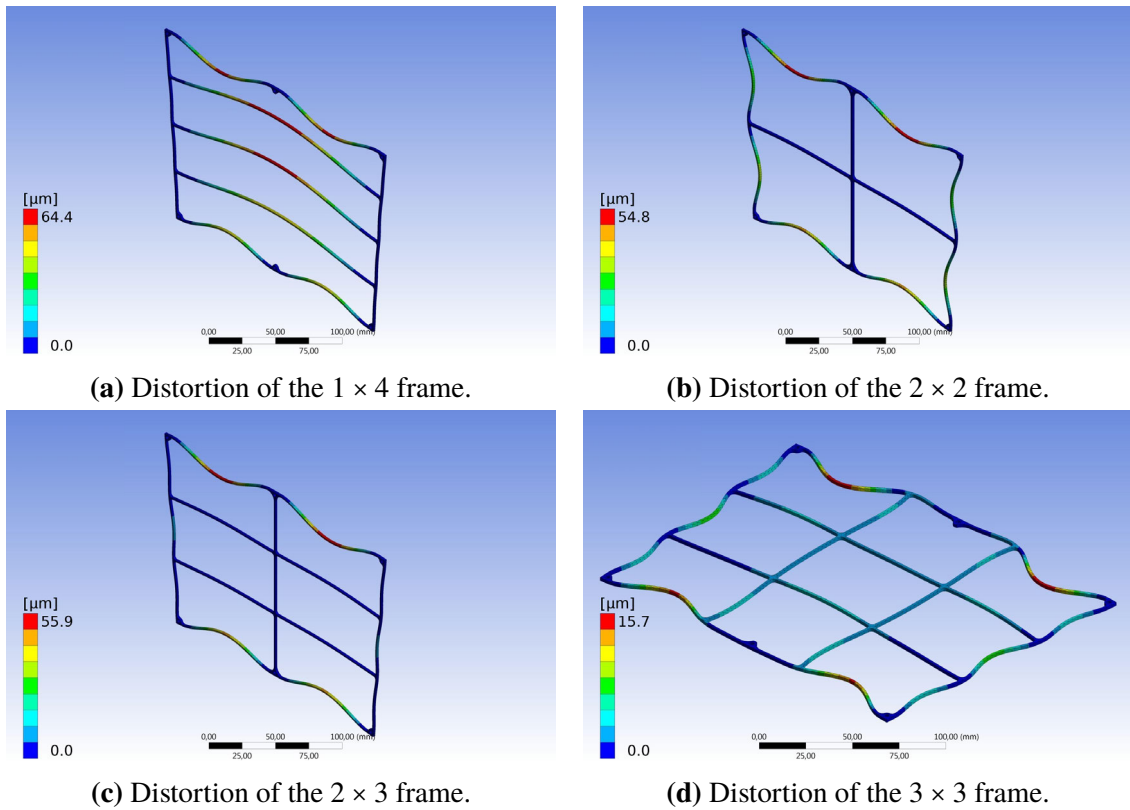 [µm]
64.4
0.0
0,00 50,00 100,00 (mm)
25,00 75,00
(a) Distortion of the 1 × 4 frame.
[µm]
54.8
0.0
0,00 50,00 100,00 (mm)
25,00 75,00
(b) Distortion of the 2 × 2 frame.
[µm]
55.9
0.0
0,00 50,00 100,00 (mm)
25,00 75,00
(c) Distortion of the 2 × 3 frame.
[µm]
15.7
0.0
0,00 50,00 100,00 (mm)
25,00 75,00
(d) Distortion of the 3 × 3 frame.